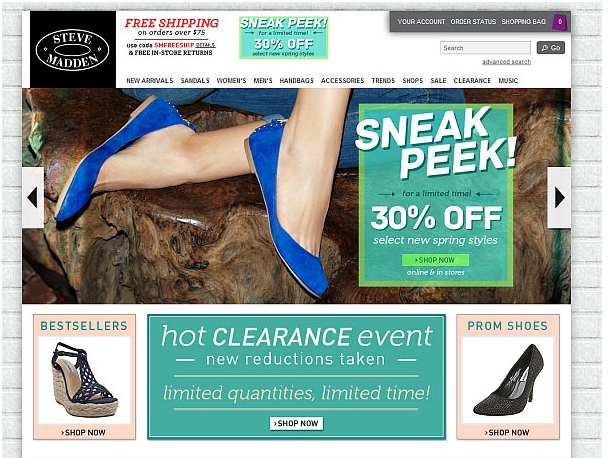 STEVE
MADDEN
FREE SHIPPING
on orders over $75
use code SMFREESHIP DETAILS
& FREE IN-STORE RETURNS
SNEAK PEEK!
for a limited time!
30% OFF
select new spring styles
YOUR ACCOUNT ORDER STATUS SHOPPING BAG 0
Search
Go
advanced search
NEW ARRIVALS SANDALS WOMEN'S MEN'S HANDBAGS ACCESSORIES TRENDS SHOPS SALE CLEARANCE MUSIC
SNEAK
PEEK!
for a limited time!
30% OFF
select new spring styles
> SHOP NOW
online & in stores
BESTSELLERS
> SHOP NOW
hot CLEARANCE event
new reductions taken
limited quantities, limited time!
> SHOP NOW
PROM SHOES
> SHOP NOW